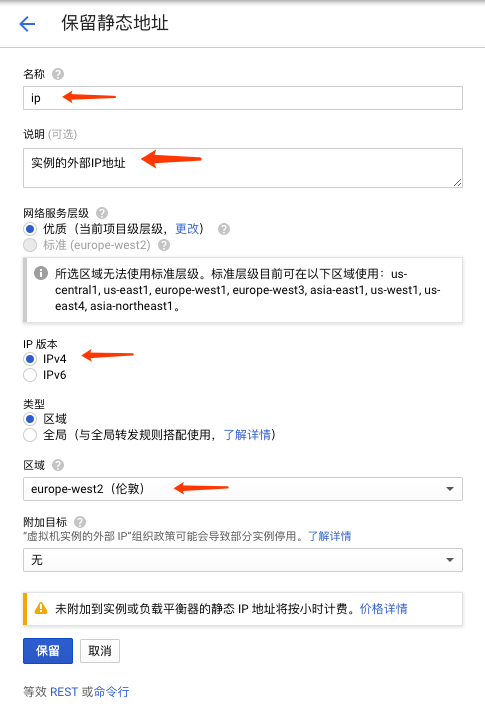 保留静态地址
名称
ip
说明 (可选)
实例的外部IP地址
网络服务层级
优质（当前项目级层级，更改）
标准 (europe-west2)
所选区域无法使用标准层级。标准层级目前可在以下区域使用：us-
central1, us-east1, europe-west1, europe-west3, asia-east1, us-west1, us-
east4, asia-northeast1。
IP 版本
IPv4
IPv6
类型
区域
全局（与全局转发规则搭配使用，了解详情）
区域
europe-west2（伦敦）
附加目标
“虚拟机实例的外部 IP”组织政策可能会导致部分实例停用。了解详情
无
未附加到实例或负载平衡器的静态 IP 地址将按小时计费。价格详情
保留 取消
等效 REST 或命令行